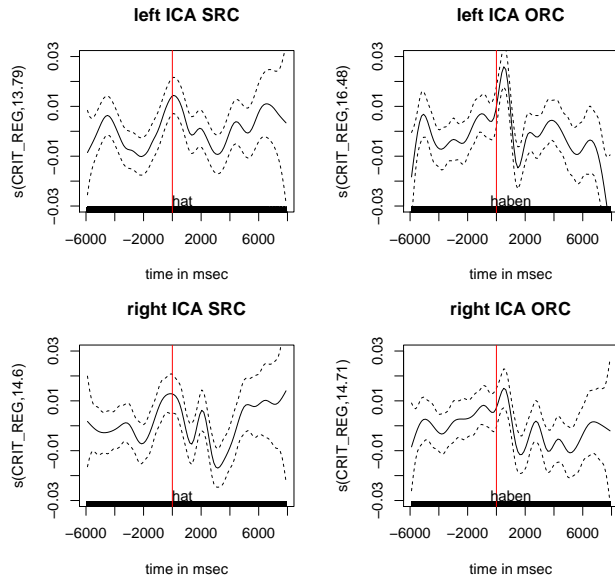 left ICA SRC
s(CRIT_REG,13.79)
0.03
0.01
−0.01
−0.03
hat
−6000 −2000 2000 6000
time in msec
left ICA ORC
s(CRIT_REG,16.48)
0.03
0.01
−0.01
−0.03
haben
−6000 −2000 2000 6000
time in msec
right ICA SRC
s(CRIT_REG,14.6)
0.03
0.01
−0.01
−0.03
hat
−6000 −2000 2000 6000
time in msec
right ICA ORC
s(CRIT_REG,14.71)
0.03
0.01
−0.01
−0.03
haben
−6000 −2000 2000 6000
time in msec